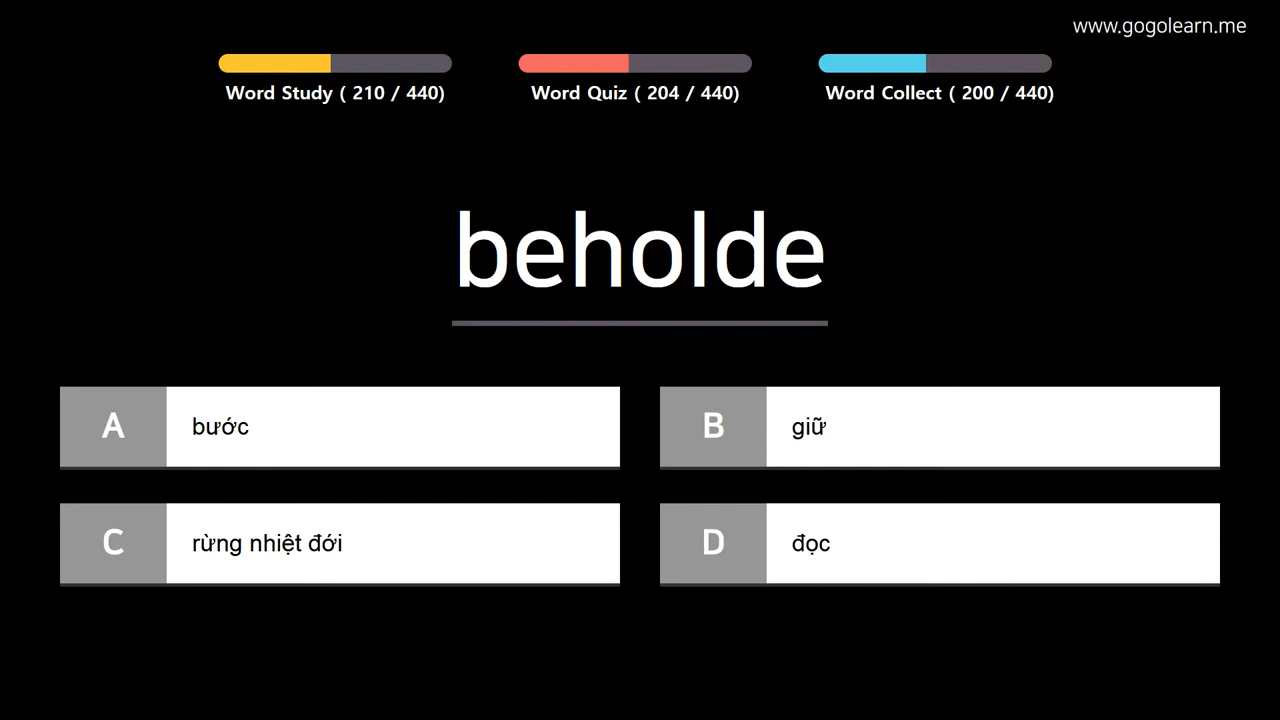 www.gogolearn.me
Word Study ( 210 / 440)
Word Quiz ( 204 / 440)
Word Collect ( 200 / 440)
beholde
A bước
B giữ
C rừng nhiệt đới
D đọc